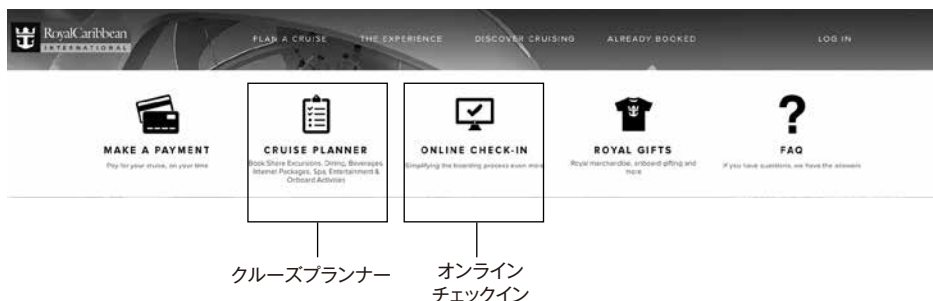 RoyalCaribbean
INTERNATIONAL
PLAN A CRUISE THE EXPERIENCE DISCOVER CRUISING ALREADY BOOKED LOG IN
MAKE A PAYMENT
Pay for your cruise, on your time
CRUISE PLANNER
Book Shore Excursions, Dining, Beverages
Internet Packages, Spa, Entertainment &
Onboard Activities
ONLINE CHECK-IN
Simplifying the boarding process even more
ROYAL GIFTS
Royal merchandise, onboard gifting and
more
FAQ
If you have questions, we have the answers
クルーズプランナー
オンライン
チェックイン